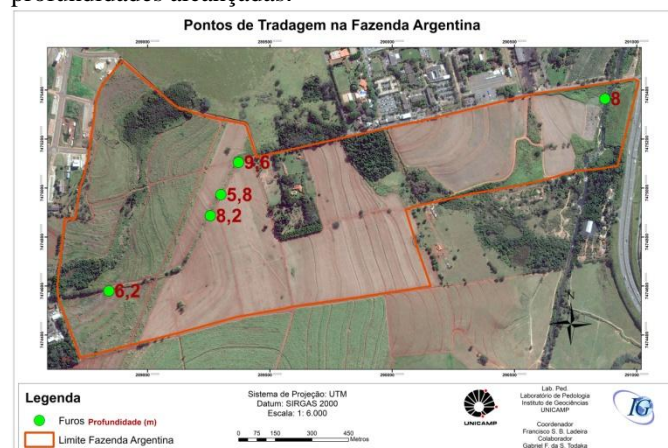 profundidades alcançadas.
Pontos de Tradagem na Fazenda Argentina
8
9,6
5,8
8,2
6,2
Legenda
Furos Profundidade (m)
Limite Fazenda Argentina
Sistema de Projeção: UTM
Datum: SIRGAS 2000
Escala: 1: 6.000
0 75 150 300 450
Metros
UNICAMP
Lab. Ped.
Laboratório de Pedologia
Instituto de Geociências
UNICAMP
Coordenador
Francisco S. B. Ladeira
Colaborador
Gabriel F. da S. Todaka
IG